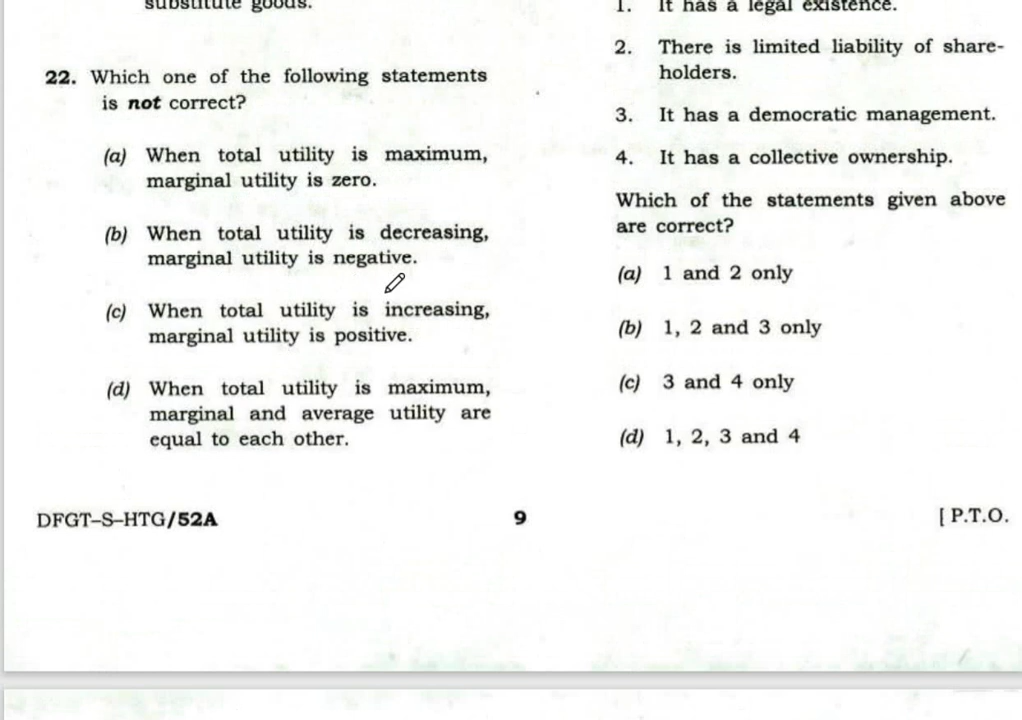 substitute goods.
22. Which one of the following statements
is not correct?
(a) When total utility is maximum,
marginal utility is zero.
(b) When total utility is decreasing,
marginal utility is negative.
(c) When total utility is increasing,
marginal utility is positive.
(d) When total utility is maximum,
marginal and average utility are
equal to each other.
1. It has a legal existence.
2. There is limited liability of share-
holders.
3. It has a democratic management.
4. It has a collective ownership.
Which of the statements given above
are correct?
(a) 1 and 2 only
(b) 1, 2 and 3 only
(c) 3 and 4 only
(d) 1, 2, 3 and 4
DFGT-S-HTG/52A
9
[ P.T.O.